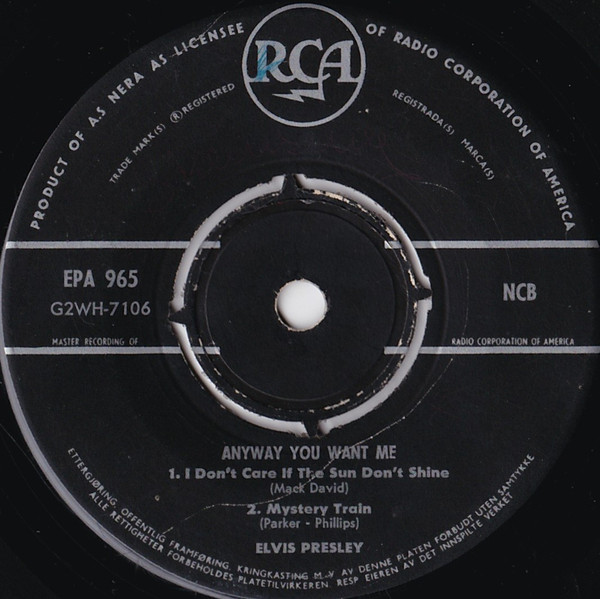 PRODUCT OF A.S NERA AS LICENSEE
RCA
OF RADIO CORPORATION OF AMERICA
TRADE MARK(S) ® REGISTERED
REGISTRADA(S) MARCA(S)
EPA 965
G2WH-7106
NCB
MASTER RECORDING OF
RADIO CORPORATION OF AMERICA
ANYWAY YOU WANT ME
1. I Don't Care If The Sun Don't Shine
(Mack David)
2. Mystery Train
(Parker - Phillips)
ELVIS PRESLEY
ETTERGJØRING, OFFENTLIG FRAMFØRING, KRINGKASTING M.V AV DENNE PLATEN FORBUDT UTEN SAMTYKKE
ALLE RETTIGHETER FORBEHOLDES PLATETILVIRKEREN. RESP EIEREN AV DET INNSPILTE VERKET